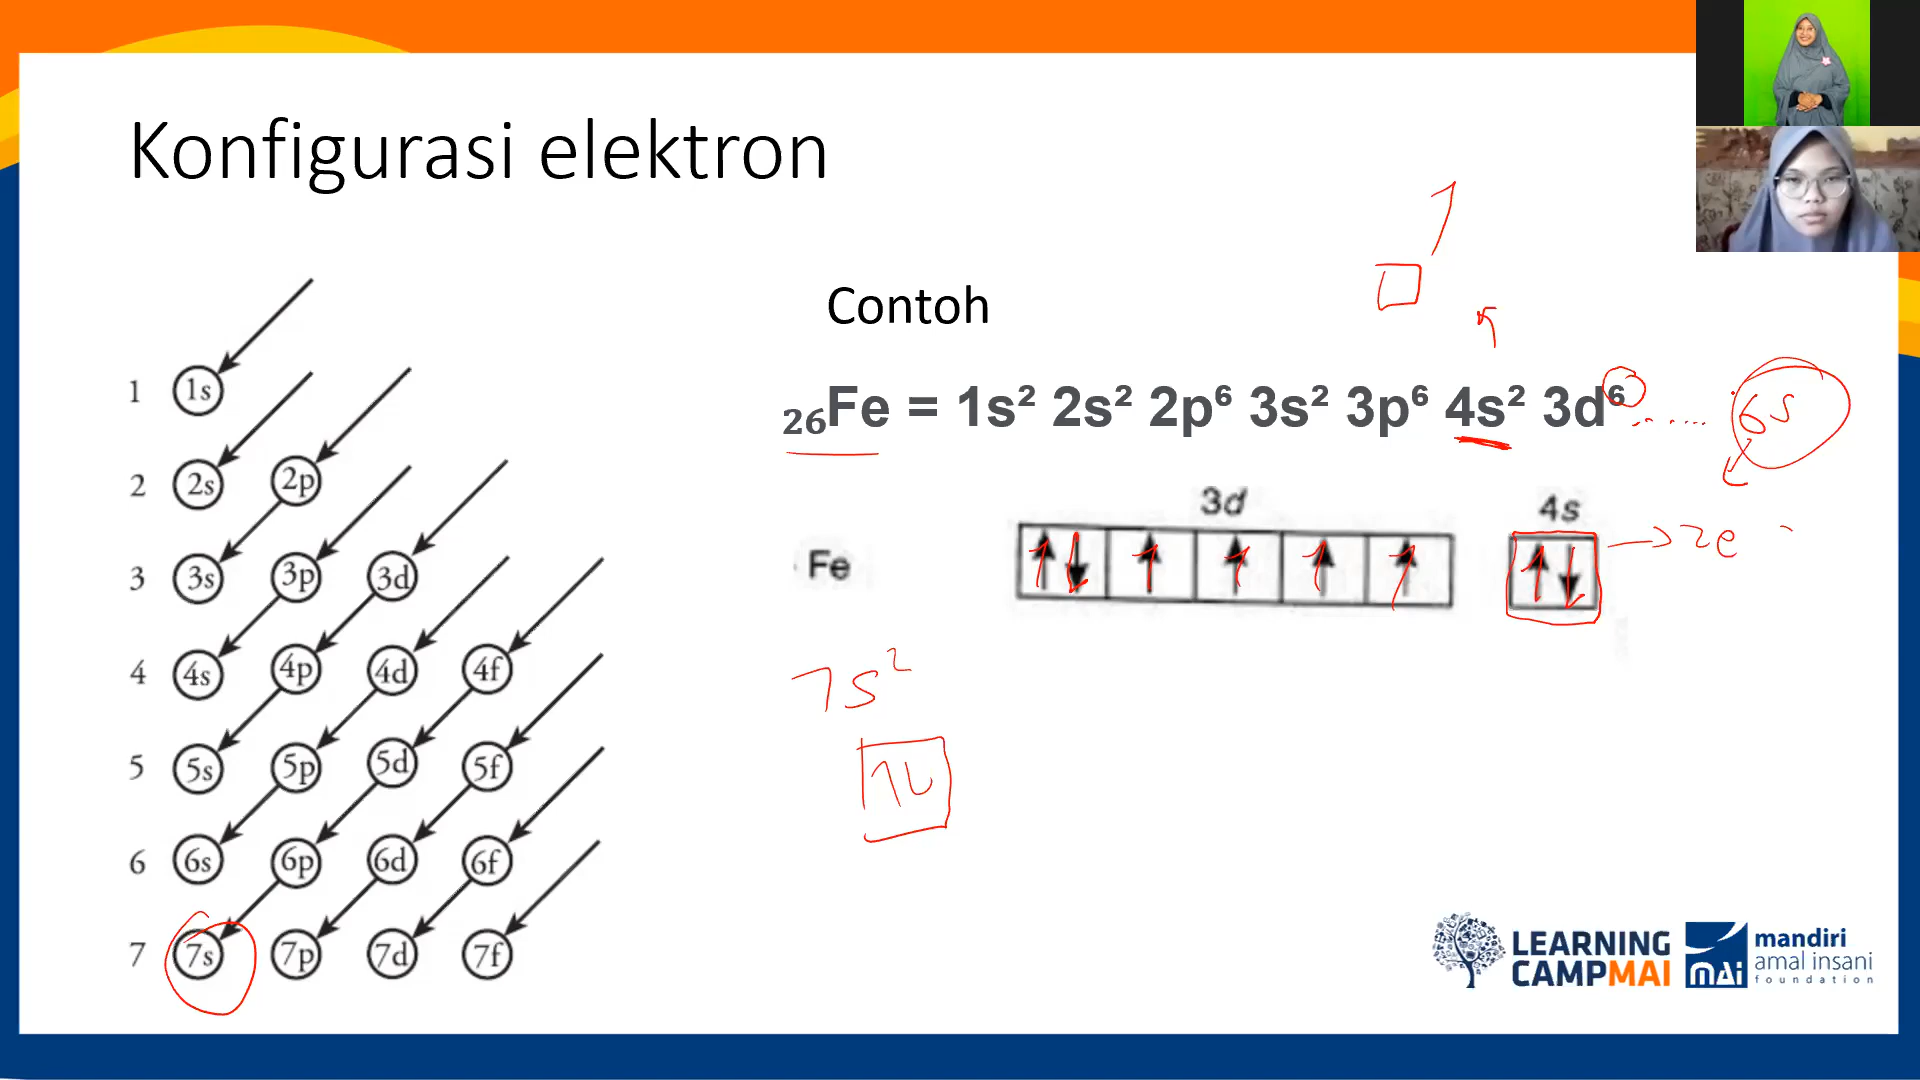 Konfigurasi elektron
Contoh
₂₆Fe = 1s² 2s² 2p⁶ 3s² 3p⁶ 4s² 3d⁶ ...... 6s
3d
4s
Fe
→ 2e
7s²
1 1s
2 2s 2p
3 3s 3p 3d
4 4s 4p 4d 4f
5 5s 5p 5d 5f
6 6s 6p 6d 6f
7 7s 7p 7d 7f
LEARNING
CAMPMAI
MAI
mandiri
amal insani
foundation